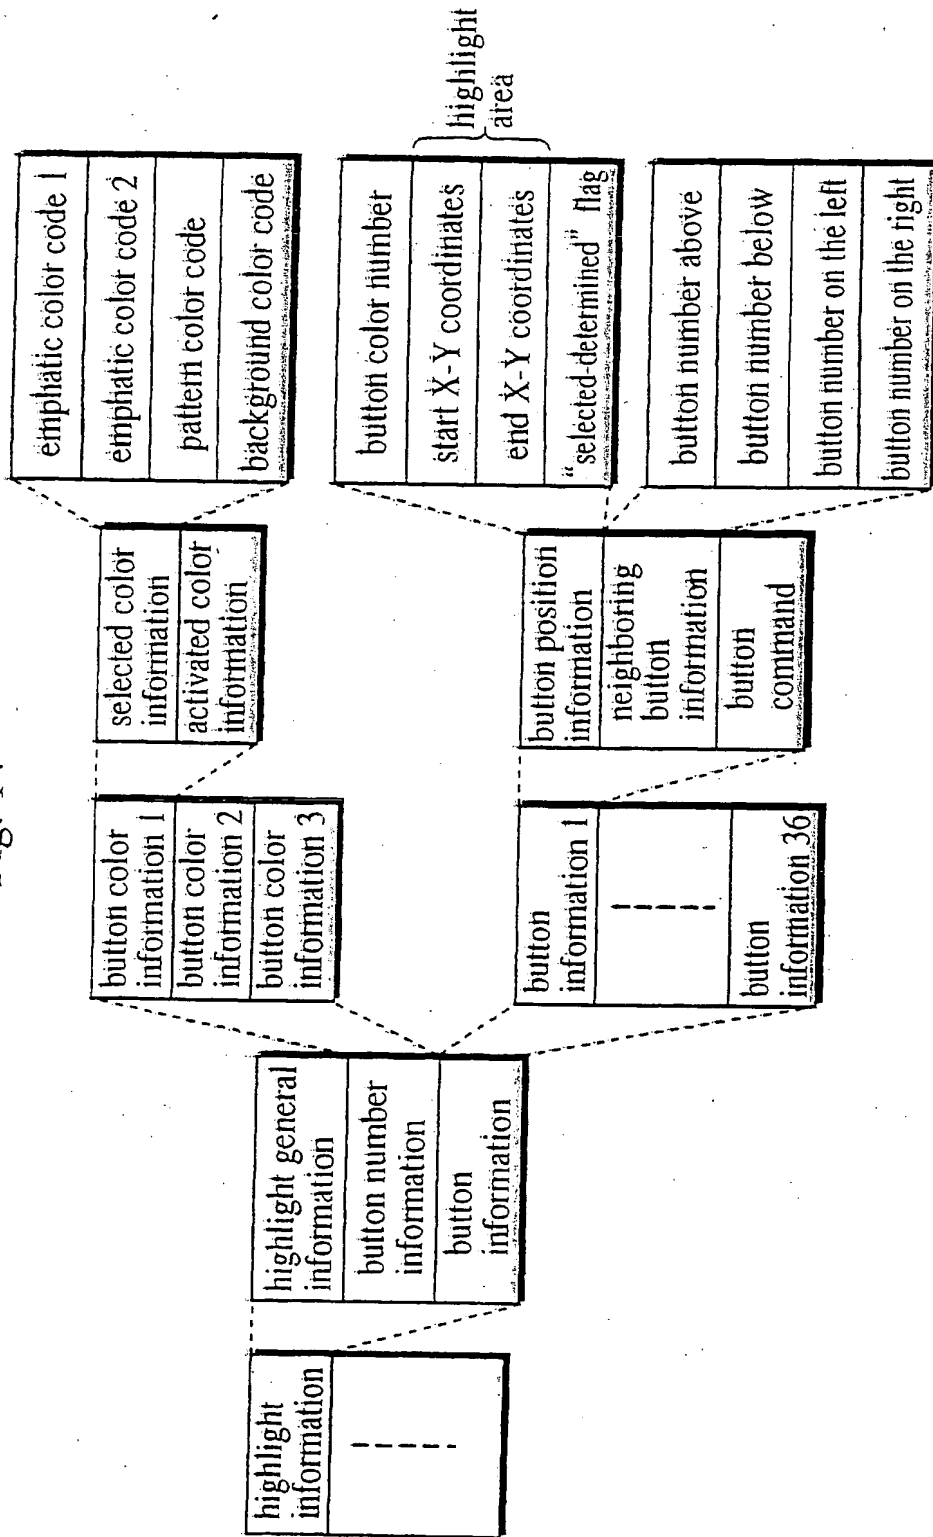 highlight
information
highlight general
information
button number
information
button
information
button color
information 1
button color
information 2
button color
information 3
button
information 1
button
information 36
selected color
information
activated color
information
button position
information
neighboring
button
information
button
command
emphatic color code 1
emphatic color code 2
pattern color code
background color code
button color number
start X-Y coordinates
end X-Y coordinates
“selected-determined” flag
highlight
area
button number above
button number below
button number on the left
button number on the right